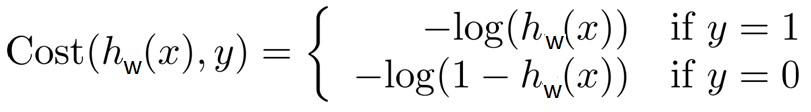 Cost(h_w(x), y) = { −log(h_w(x)) if y = 1
−log(1 − h_w(x)) if y = 0